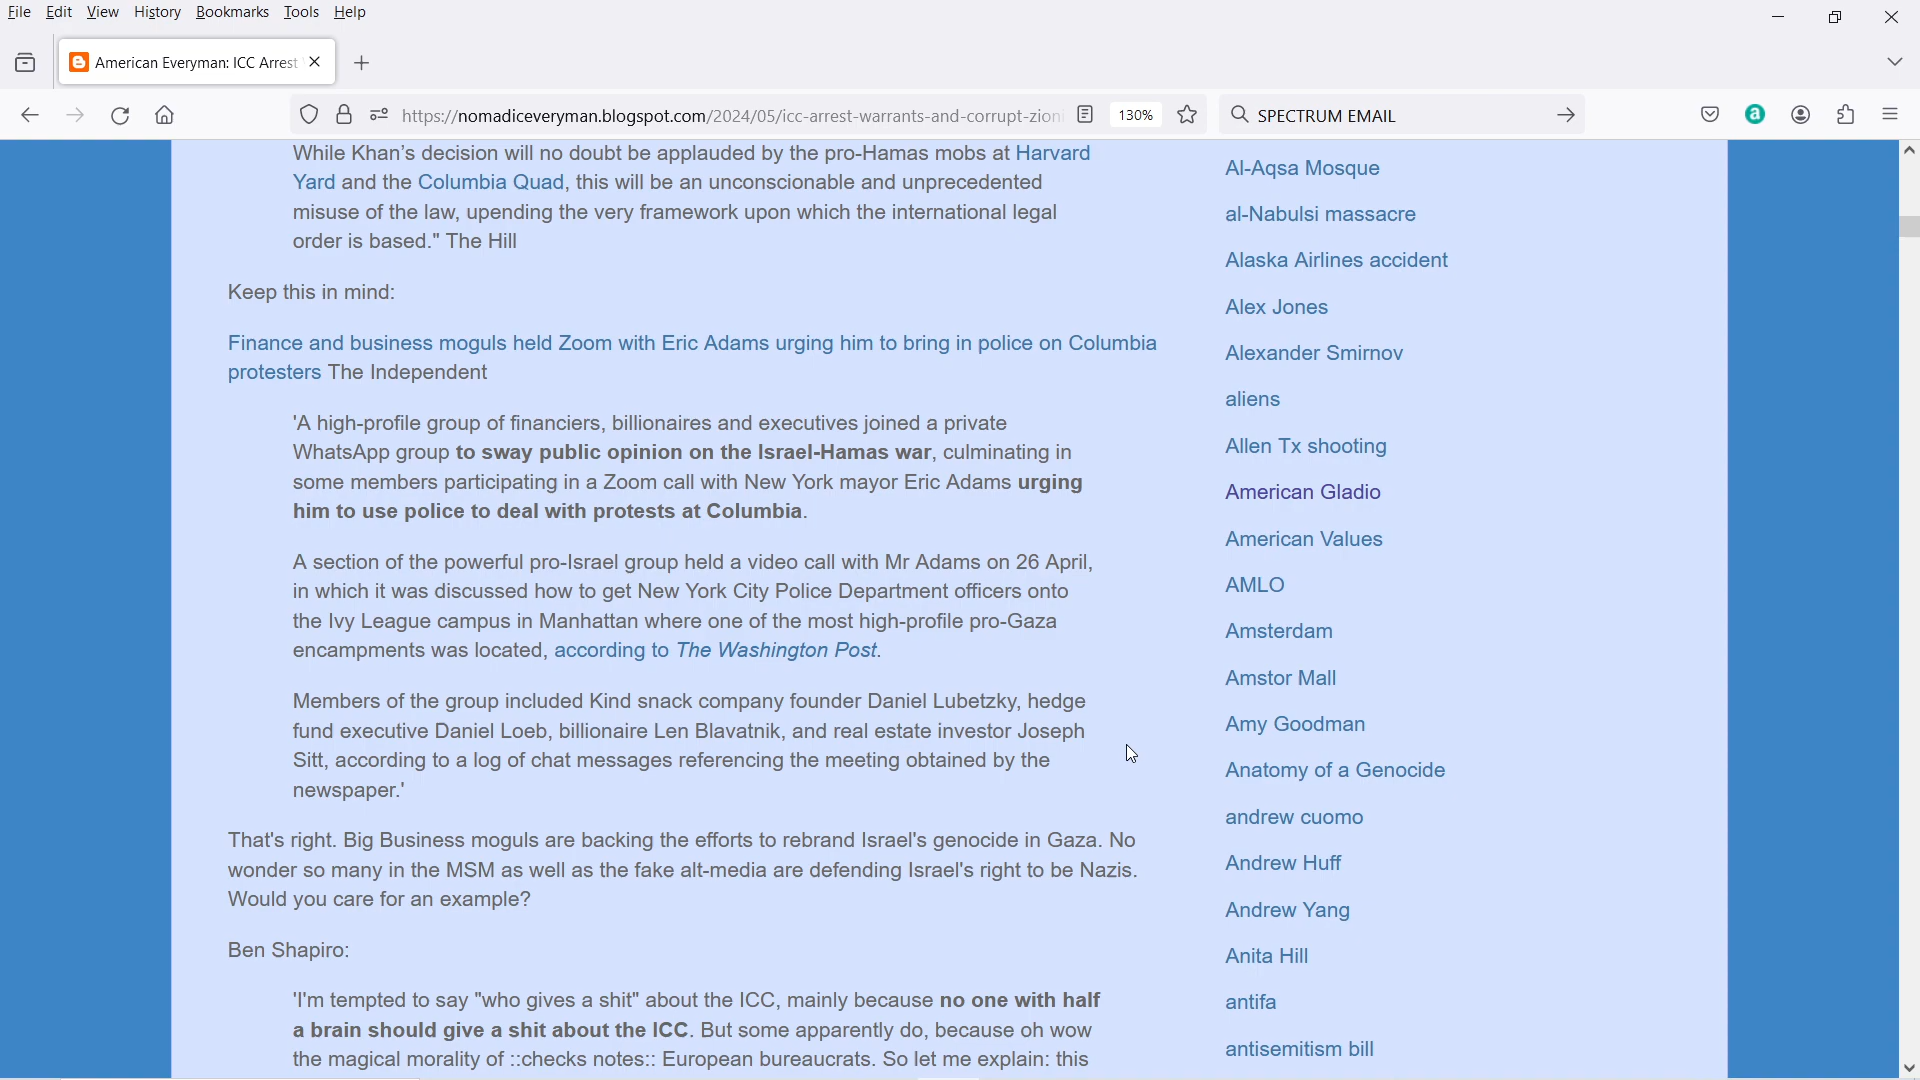 File Edit View History Bookmarks Tools Help
American Everyman: ICC Arrest
https://nomadiceveryman.blogspot.com/2024/05/icc-arrest-warrants-and-corrupt-zioni
130%
SPECTRUM EMAIL
While Khan's decision will no doubt be applauded by the pro-Hamas mobs at Harvard
Yard and the Columbia Quad, this will be an unconscionable and unprecedented
misuse of the law, upending the very framework upon which the international legal
order is based." The Hill
Keep this in mind:
Finance and business moguls held Zoom with Eric Adams urging him to bring in police on Columbia
protesters The Independent
'A high-profile group of financiers, billionaires and executives joined a private
WhatsApp group to sway public opinion on the Israel-Hamas war, culminating in
some members participating in a Zoom call with New York mayor Eric Adams urging
him to use police to deal with protests at Columbia.
A section of the powerful pro-Israel group held a video call with Mr Adams on 26 April,
in which it was discussed how to get New York City Police Department officers onto
the Ivy League campus in Manhattan where one of the most high-profile pro-Gaza
encampments was located, according to The Washington Post.
Members of the group included Kind snack company founder Daniel Lubetzky, hedge
fund executive Daniel Loeb, billionaire Len Blavatnik, and real estate investor Joseph
Sitt, according to a log of chat messages referencing the meeting obtained by the
newspaper.'
That's right. Big Business moguls are backing the efforts to rebrand Israel's genocide in Gaza. No
wonder so many in the MSM as well as the fake alt-media are defending Israel's right to be Nazis.
Would you care for an example?
Ben Shapiro:
'I'm tempted to say "who gives a shit" about the ICC, mainly because no one with half
a brain should give a shit about the ICC. But some apparently do, because oh wow
the magical morality of ::checks notes:: European bureaucrats. So let me explain: this
Al-Aqsa Mosque
al-Nabulsi massacre
Alaska Airlines accident
Alex Jones
Alexander Smirnov
aliens
Allen Tx shooting
American Gladio
American Values
AMLO
Amsterdam
Amstor Mall
Amy Goodman
Anatomy of a Genocide
andrew cuomo
Andrew Huff
Andrew Yang
Anita Hill
antifa
antisemitism bill